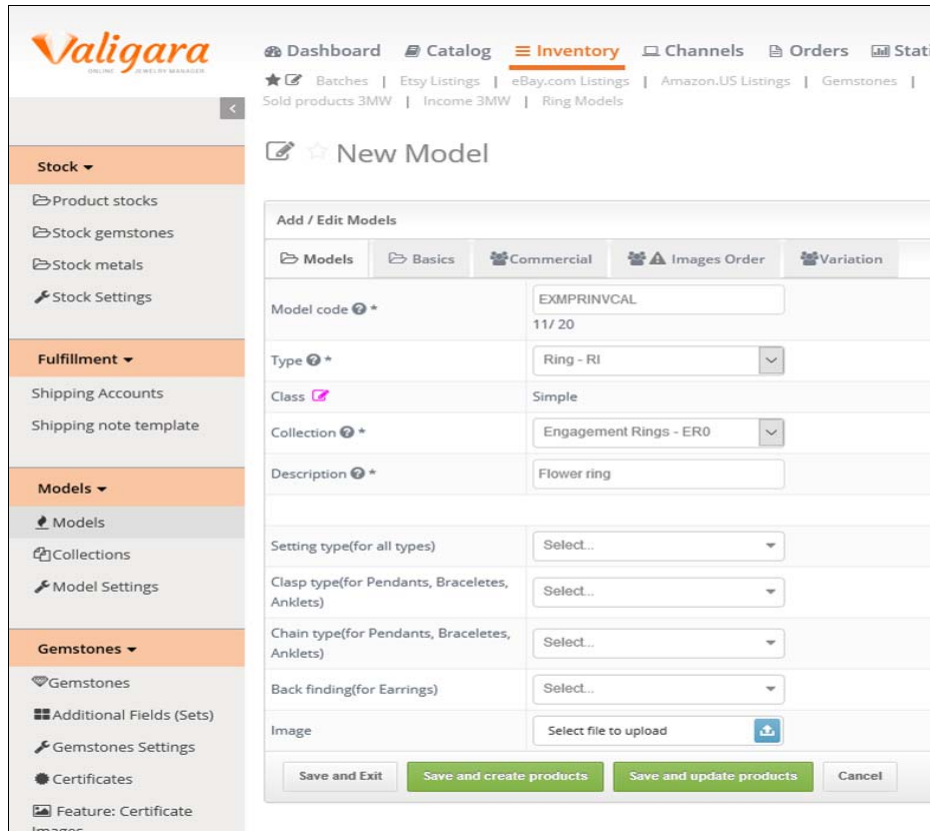 Valigara
ONLINE JEWELRY MANAGER
Dashboard Catalog Inventory Channels Orders Stati
Batches | Etsy Listings | eBay.com Listings | Amazon.US Listings | Gemstones |
Sold products 3MW | Income 3MW | Ring Models
<
New Model
Stock
Product stocks
Stock gemstones
Stock metals
Stock Settings
Fulfillment
Shipping Accounts
Shipping note template
Models
Models
Collections
Model Settings
Gemstones
Gemstones
Additional Fields (Sets)
Gemstones Settings
Certificates
Feature: Certificate
Images
Add / Edit Models
Models Basics Commercial Images Order Variation
Model code * EXMPRINVCAL
11/ 20
Type * Ring - RI
Class Simple
Collection * Engagement Rings - ER0
Description * Flower ring
Setting type(for all types) Select...
Clasp type(for Pendants, Braceletes,
Anklets) Select...
Chain type(for Pendants, Braceletes,
Anklets) Select...
Back finding(for Earrings) Select...
Image Select file to upload
Save and Exit Save and create products Save and update products Cancel